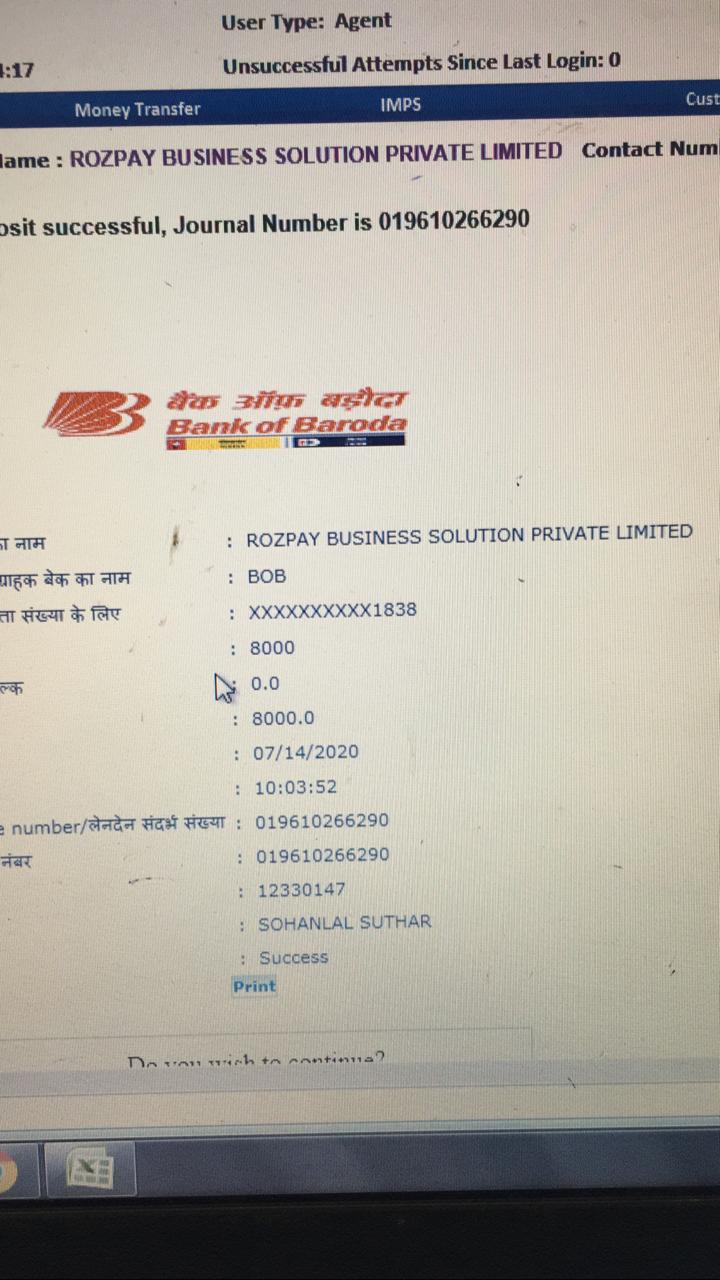 User Type: Agent
4:17 Unsuccessful Attempts Since Last Login: 0
Money Transfer IMPS Cust
lame : ROZPAY BUSINESS SOLUTION PRIVATE LIMITED Contact Num
osit successful, Journal Number is 019610266290
बैंक ऑफ़ बड़ौदा
Bank of Baroda
ा नाम : ROZPAY BUSINESS SOLUTION PRIVATE LIMITED
ग्राहक बेक का नाम : BOB
ता संख्या के लिए : XXXXXXXXXX1838
: 8000
ल्क : 0.0
: 8000.0
: 07/14/2020
: 10:03:52
e number/लेनदेन संदर्भ संख्या : 019610266290
नंबर : 019610266290
: 12330147
: SOHANLAL SUTHAR
: Success
Print
Do you wish to continue?